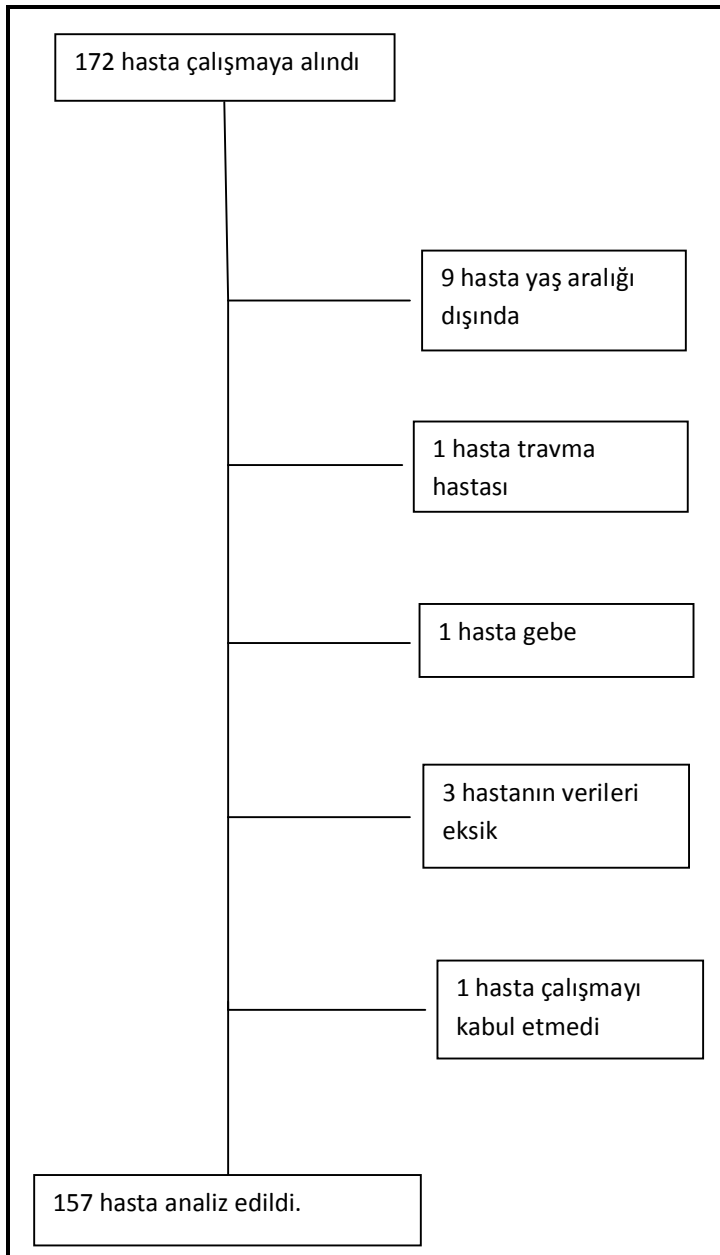 172 hasta çalışmaya alındı
9 hasta yaş aralığı
dışında
1 hasta travma
hastası
1 hasta gebe
3 hastanın verileri
eksik
1 hasta çalışmayı
kabul etmedi
157 hasta analiz edildi.